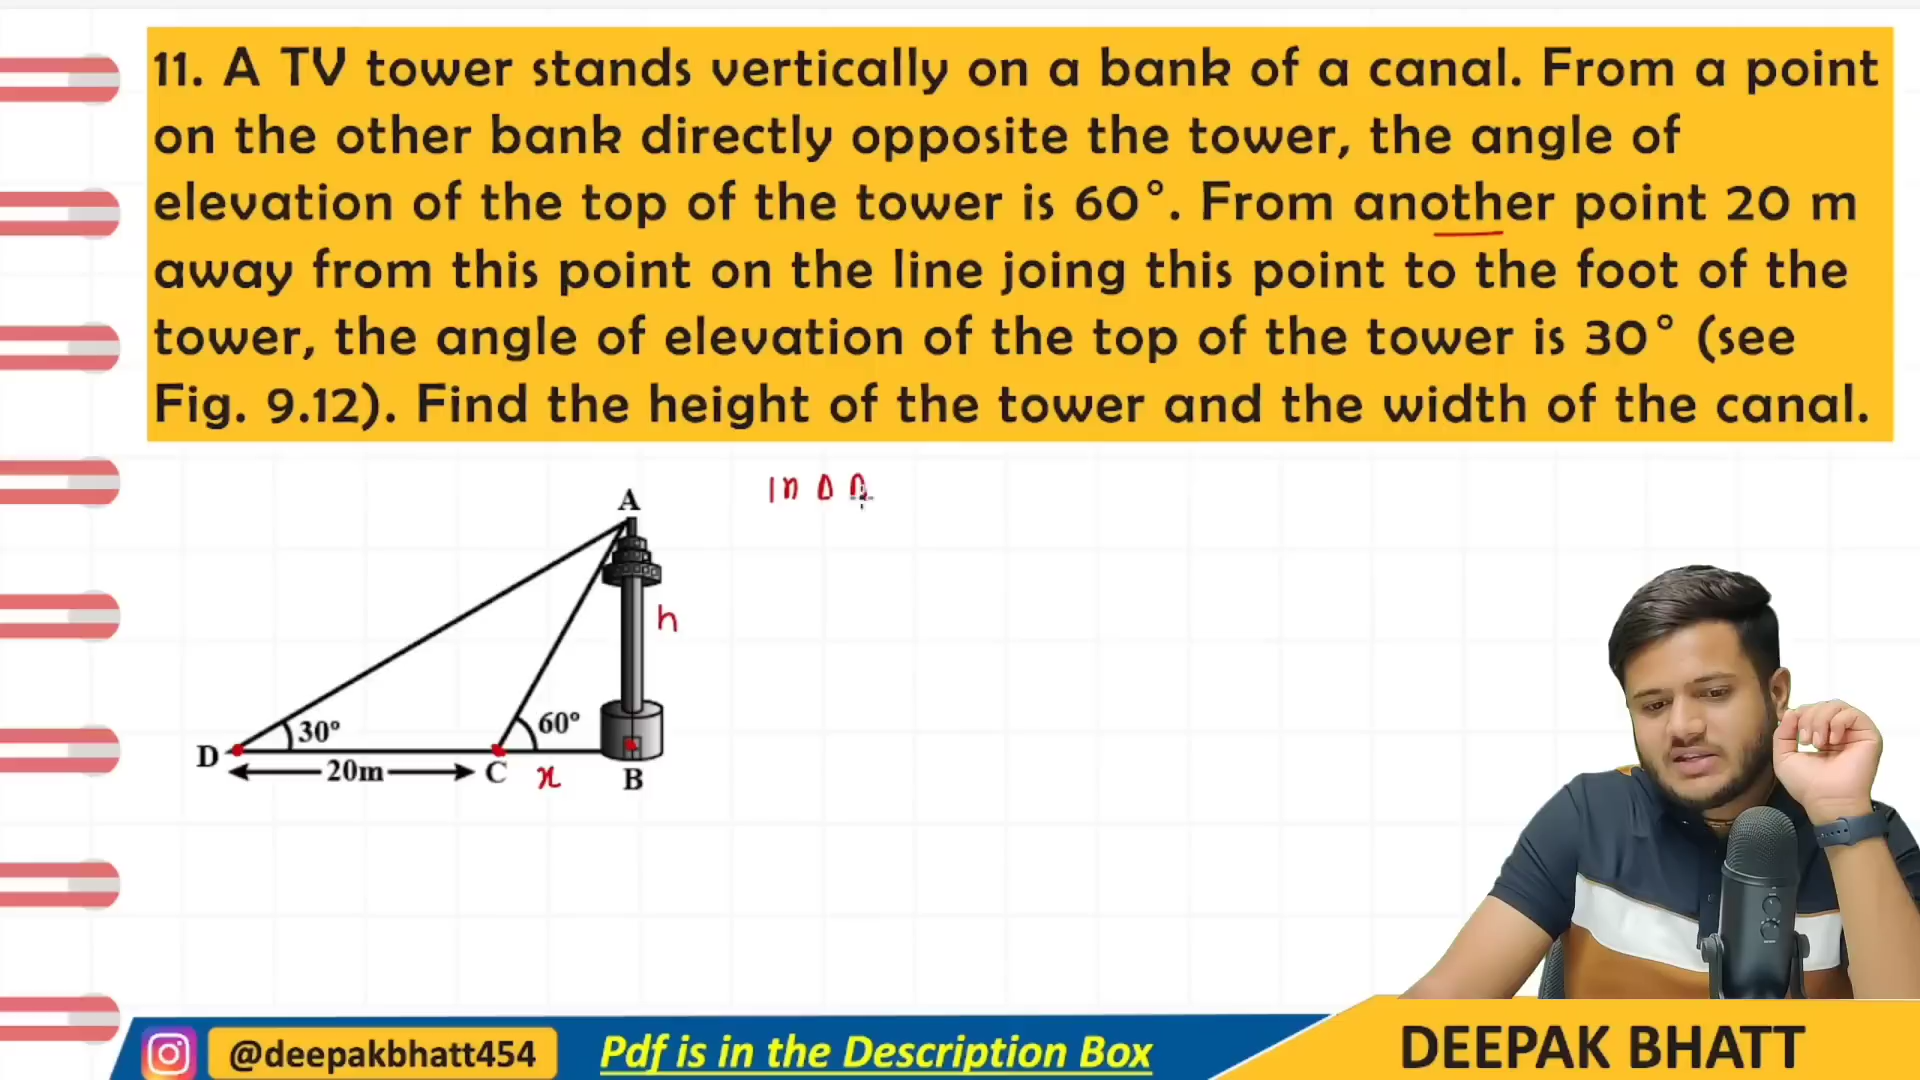 11. A TV tower stands vertically on a bank of a canal. From a point
on the other bank directly opposite the tower, the angle of
elevation of the top of the tower is 60°. From another point 20 m
away from this point on the line joing this point to the foot of the
tower, the angle of elevation of the top of the tower is 30° (see
Fig. 9.12). Find the height of the tower and the width of the canal.
In Δ
A
h
30°
60°
D
20m
C
x
B
@deepakbhatt454
Pdf is in the Description Box
DEEPAK BHATT